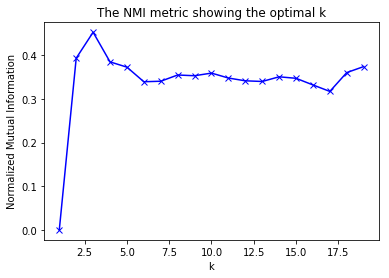 The NMI metric showing the optimal k
Normalized Mutual Information
0.4
0.3
0.2
0.1
0.0
2.5 5.0 7.5 10.0 12.5 15.0 17.5
k